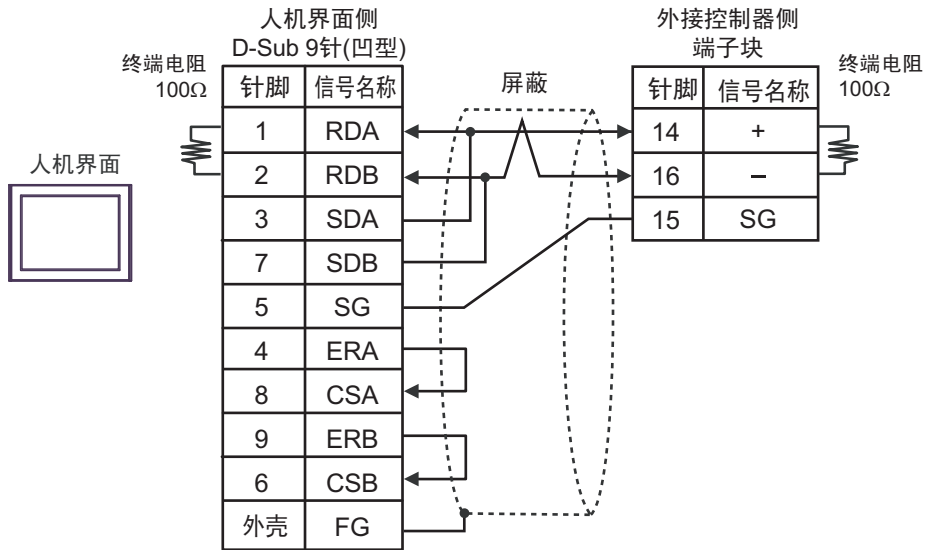 人机界面侧
D-Sub 9针(凹型)
外接控制器侧
端子块
终端电阻
100Ω
终端电阻
100Ω
屏蔽
人机界面
针脚 信号名称
1 RDA
2 RDB
3 SDA
7 SDB
5 SG
4 ERA
8 CSA
9 ERB
6 CSB
外壳 FG
针脚 信号名称
14 +
16 –
15 SG